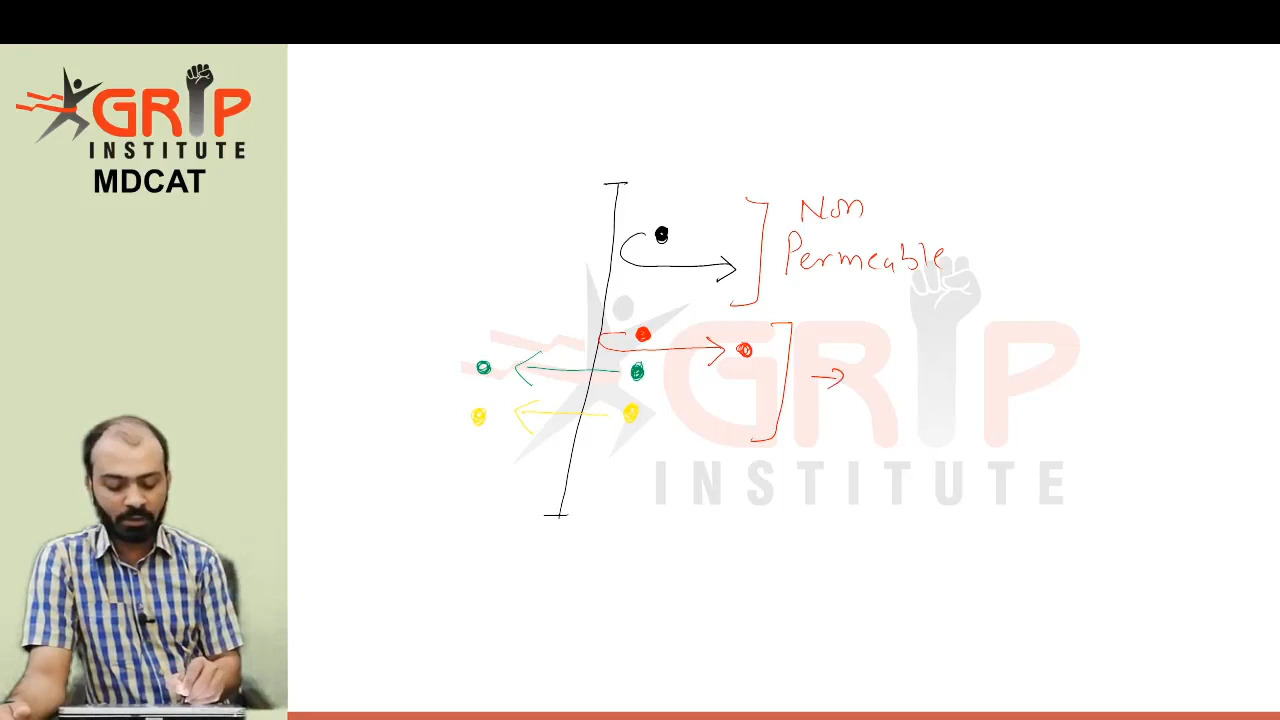 GRIP
INSTITUTE
MDCAT
Non
Permeable
GRIP
INSTITUTE